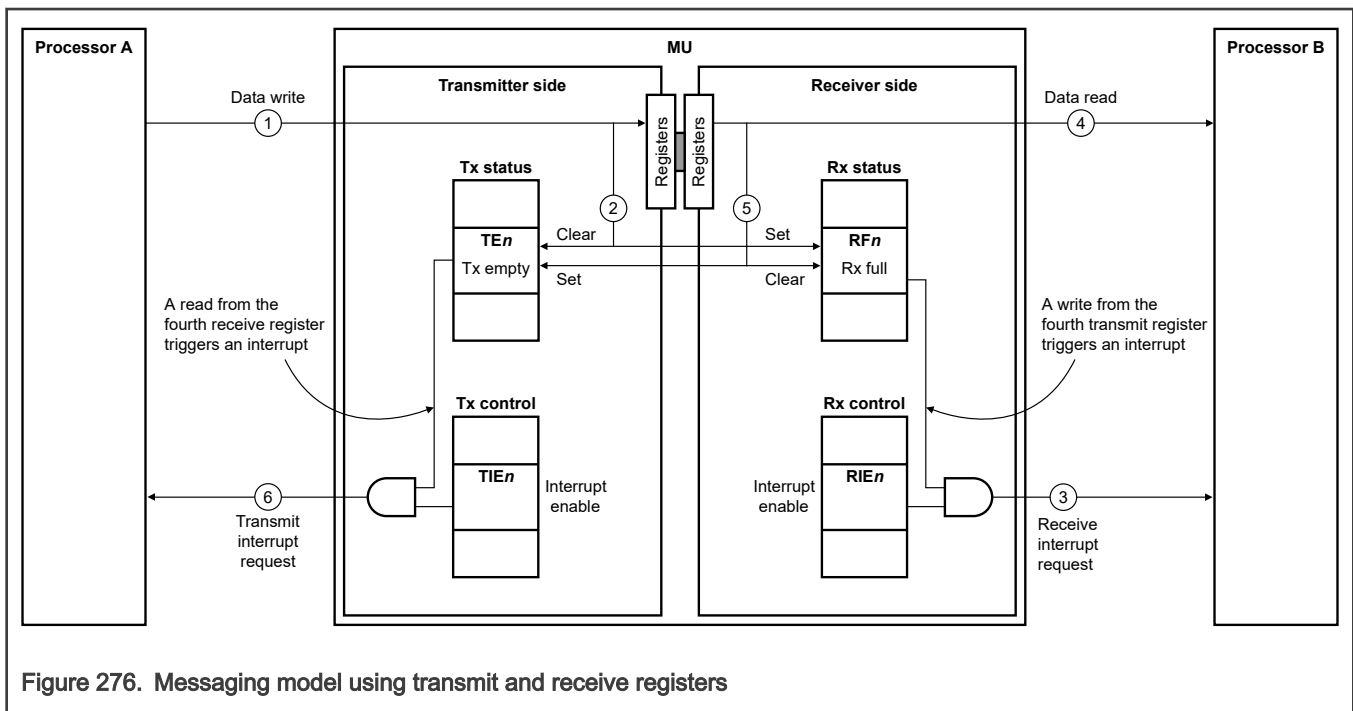 Processor A
MU
Processor B
Transmitter side
Receiver side
Data write
1
Data read
4
Registers
Registers
Tx status
Rx status
2
5
TEn
Tx empty
Clear
Set
RFn
Rx full
Set
Clear
A read from the
fourth receive register
triggers an interrupt
A write from the
fourth transmit register
triggers an interrupt
Tx control
Rx control
TIEn
Interrupt
enable
Interrupt
enable
RIEn
6
Transmit
interrupt
request
3
Receive
interrupt
request
Figure 276. Messaging model using transmit and receive registers